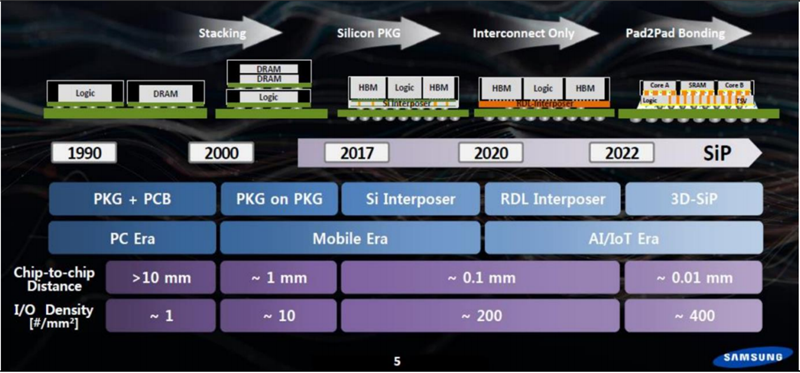 Stacking Silicon PKG Interconnect Only Pad2Pad Bonding
DRAM
DRAM
Logic DRAM Logic HBM Logic HBM HBM Logic HBM Core A SRAM Core B
Si Interposer RDL-Interposer Logic TSV
1990 2000 2017 2020 2022 SiP
PKG + PCB PKG on PKG Si Interposer RDL Interposer 3D-SiP
PC Era Mobile Era AI/IoT Era
Chip-to-chip
Distance >10 mm ~ 1 mm ~ 0.1 mm ~ 0.01 mm
I/O Density
[#/mm²] ~ 1 ~ 10 ~ 200 ~ 400
5
SAMSUNG